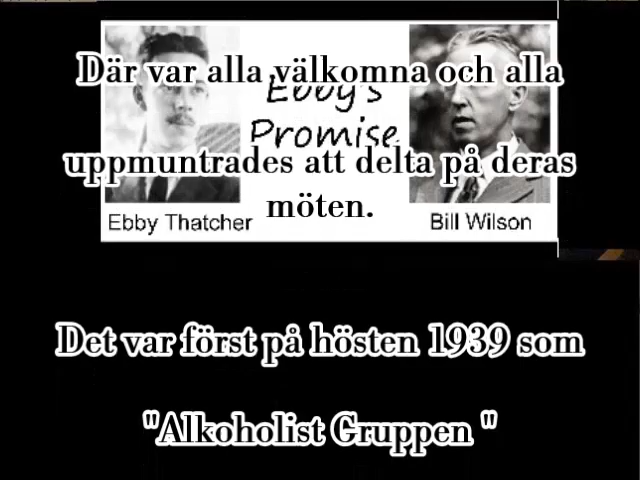 Där var alla välkomna och alla
Ebby's
Promise
uppmuntrades att delta på deras
möten.
Ebby Thatcher
Bill Wilson
Det var först på hösten 1939 som
"Alkoholist Gruppen "